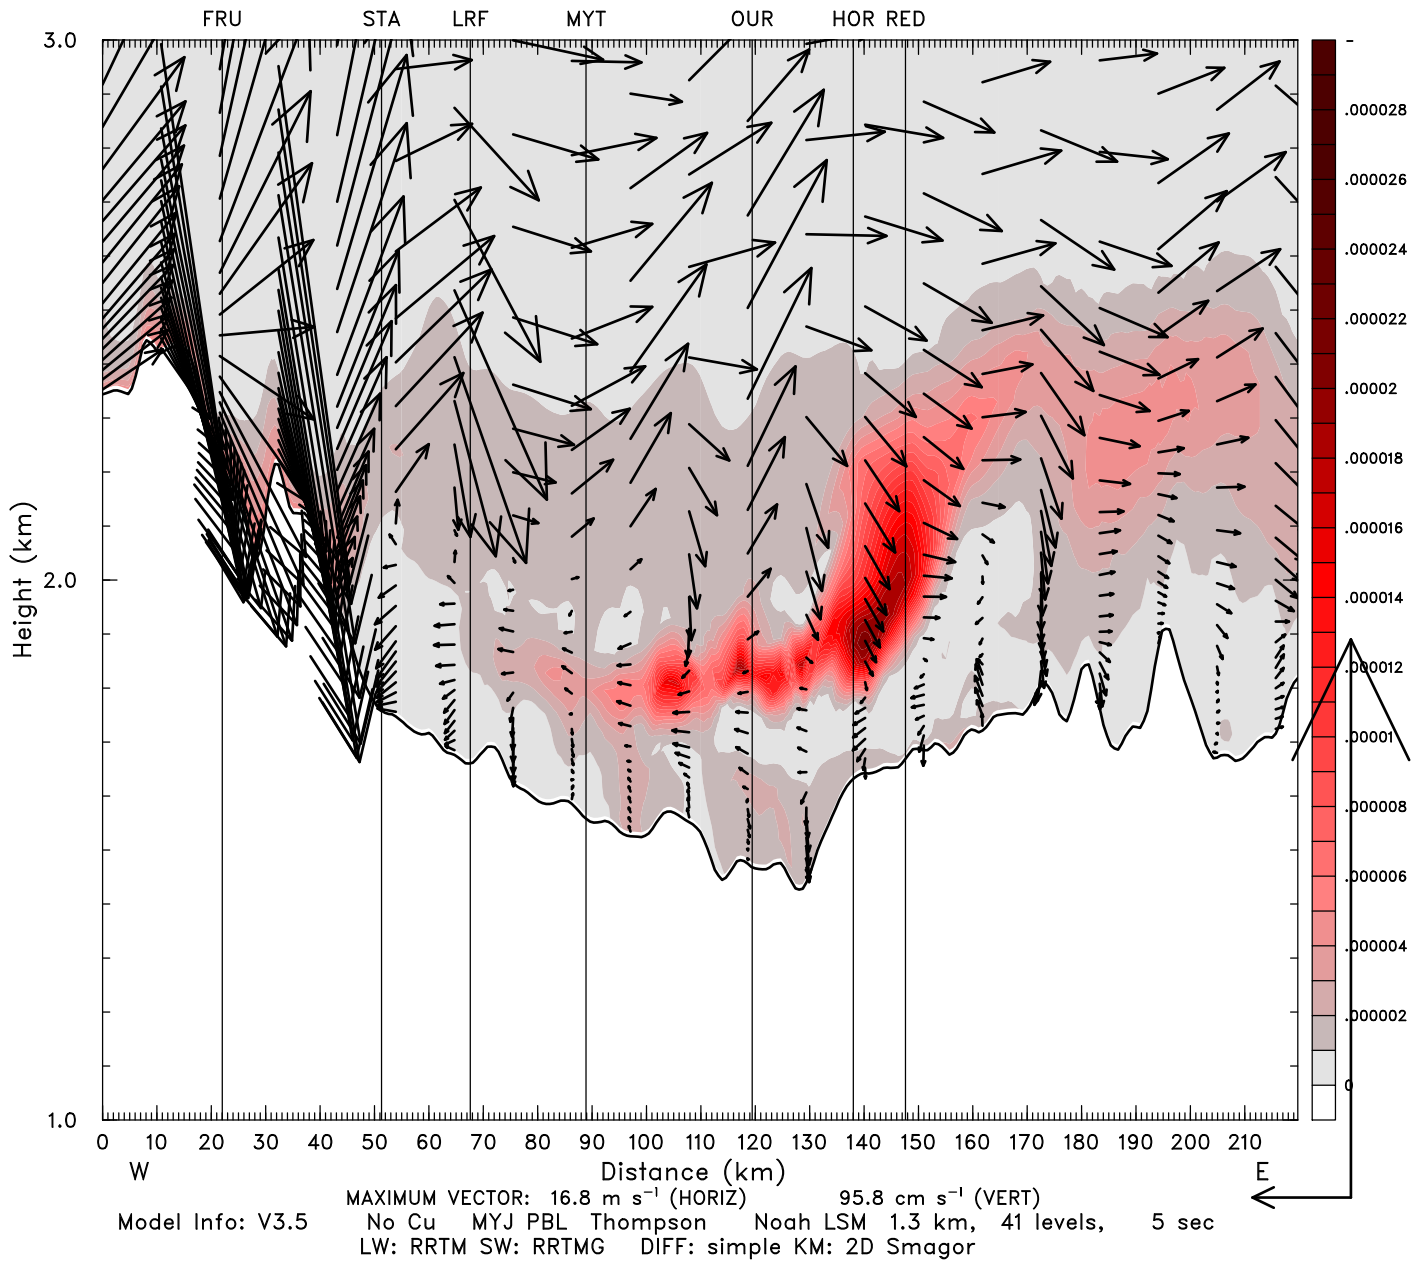 FRU STA LRF MYT OUR HOR RED
3.0
2.0
1.0
Height (km)
.000028
.000026
.000024
.000022
.00002
.000018
.000016
.000014
.000012
.00001
.000008
.000006
.000004
.000002
0
0 10 20 30 40 50 60 70 80 90 100 110 120 130 140 150 160 170 180 190 200 210
W Distance (km) E
MAXIMUM VECTOR: 16.8 m s⁻¹ (HORIZ) 95.8 cm s⁻¹ (VERT)
Model Info: V3.5 No Cu MYJ PBL Thompson Noah LSM 1.3 km, 41 levels, 5 sec
LW: RRTM SW: RRTMG DIFF: simple KM: 2D Smagor